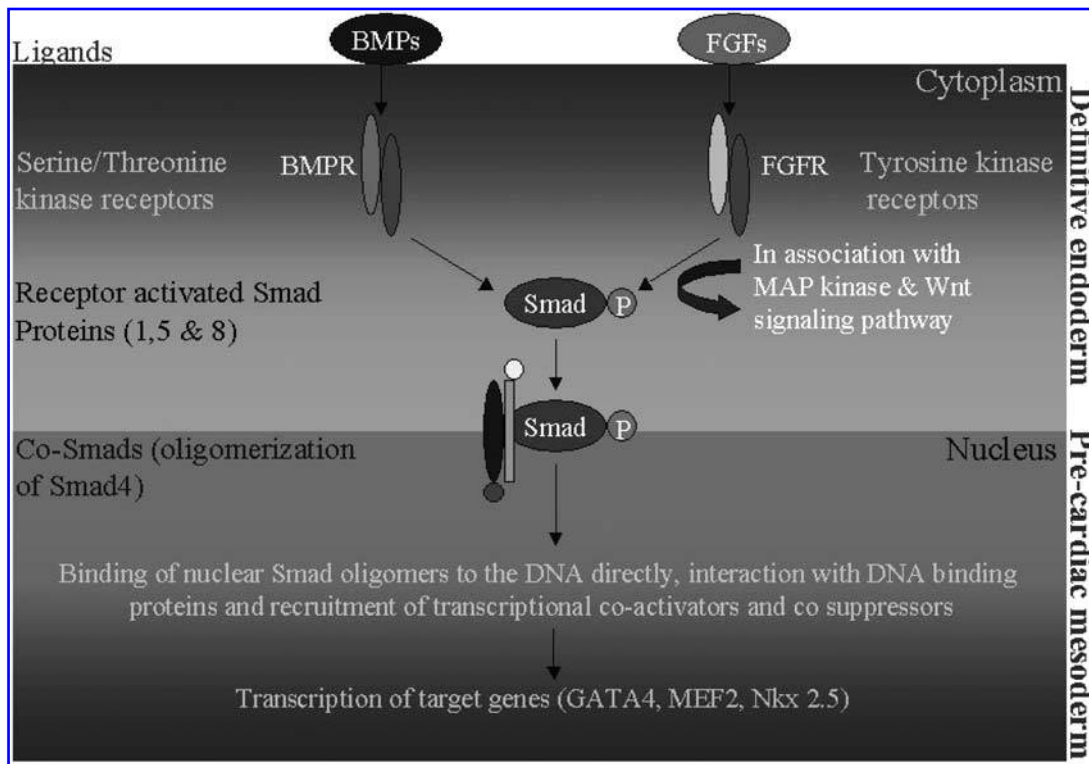 BMPs
FGFs
Ligands
Cytoplasm
Serine/Threonine
kinase receptors
BMPR
FGFR
Tyrosine kinase
receptors
Definitive endoderm
In association with
MAP kinase & Wnt
signaling pathway
Receptor activated Smad
Proteins (1,5 & 8)
Smad
P
Smad
P
Co-Smads (oligomerization
of Smad4)
Nucleus
Pre-cardiac mesoderm
Binding of nuclear Smad oligomers to the DNA directly, interaction with DNA binding
proteins and recruitment of transcriptional co-activators and co suppressors
Transcription of target genes (GATA4, MEF2, Nkx 2.5)